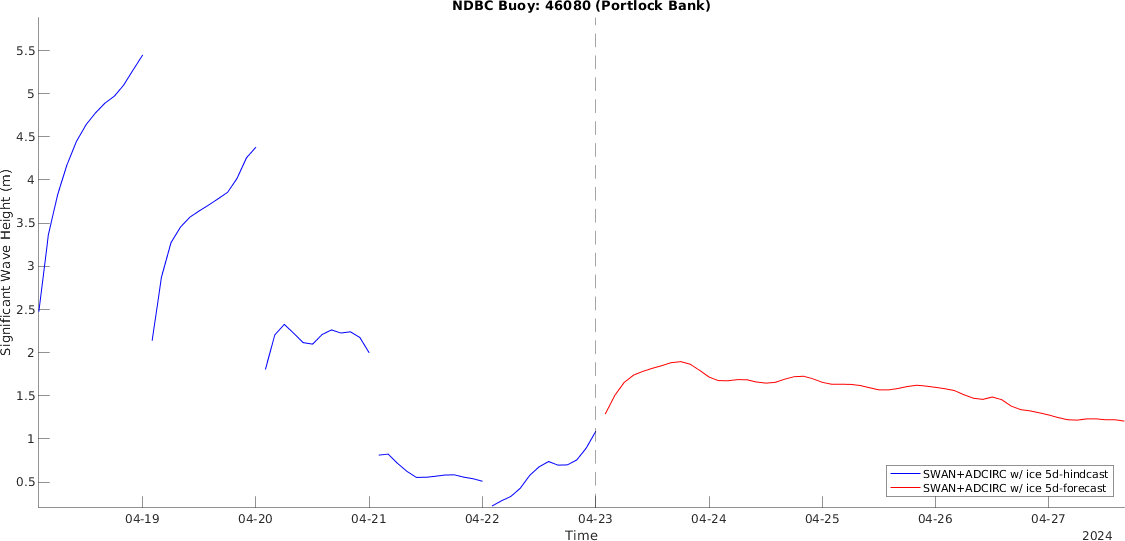 NDBC Buoy: 46080 (Portlock Bank)
Significant Wave Height (m)
5.5
5
4.5
4
3.5
3
2.5
2
1.5
1
0.5
SWAN+ADCIRC w/ ice 5d-hindcast
SWAN+ADCIRC w/ ice 5d-forecast
04-19 04-20 04-21 04-22 04-23 04-24 04-25 04-26 04-27
Time
2024